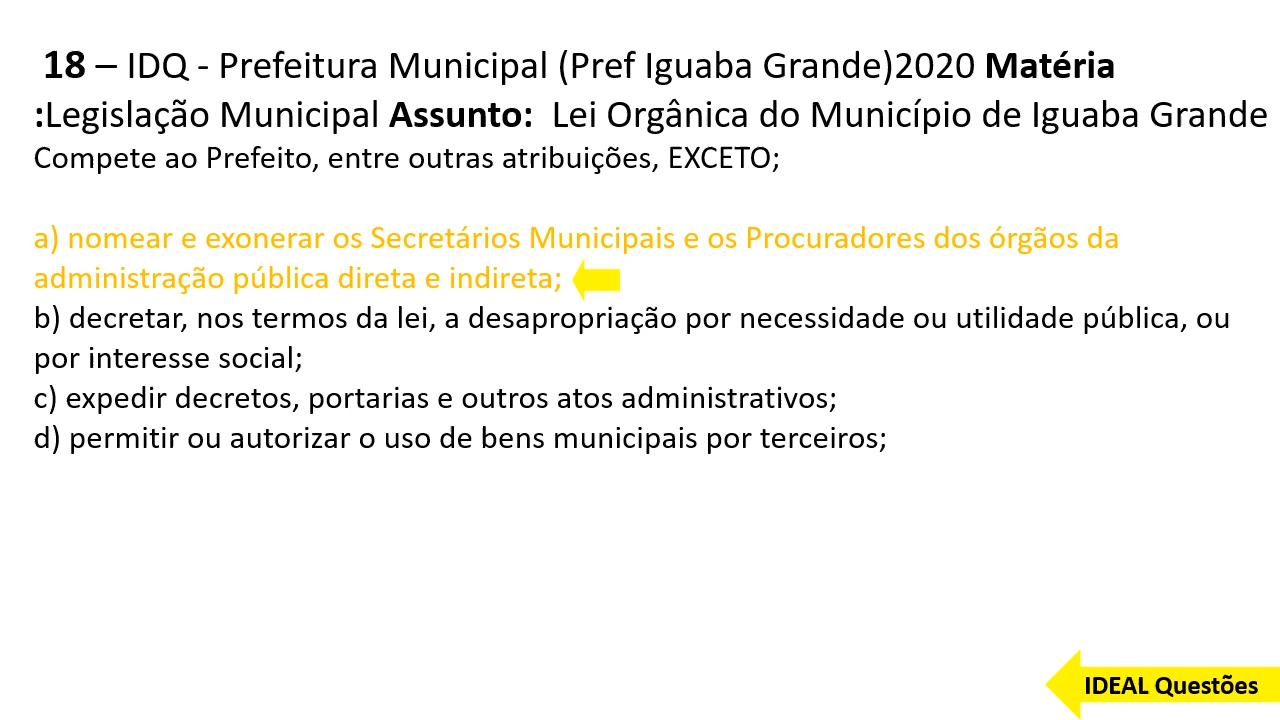 18 – IDQ - Prefeitura Municipal (Pref Iguaba Grande)2020 Matéria
:Legislação Municipal Assunto:  Lei Orgânica do Município de Iguaba Grande
Compete ao Prefeito, entre outras atribuições, EXCETO;
a) nomear e exonerar os Secretários Municipais e os Procuradores dos órgãos da
administração pública direta e indireta;
b) decretar, nos termos da lei, a desapropriação por necessidade ou utilidade pública, ou
por interesse social;
c) expedir decretos, portarias e outros atos administrativos;
d) permitir ou autorizar o uso de bens municipais por terceiros;
IDEAL Questões